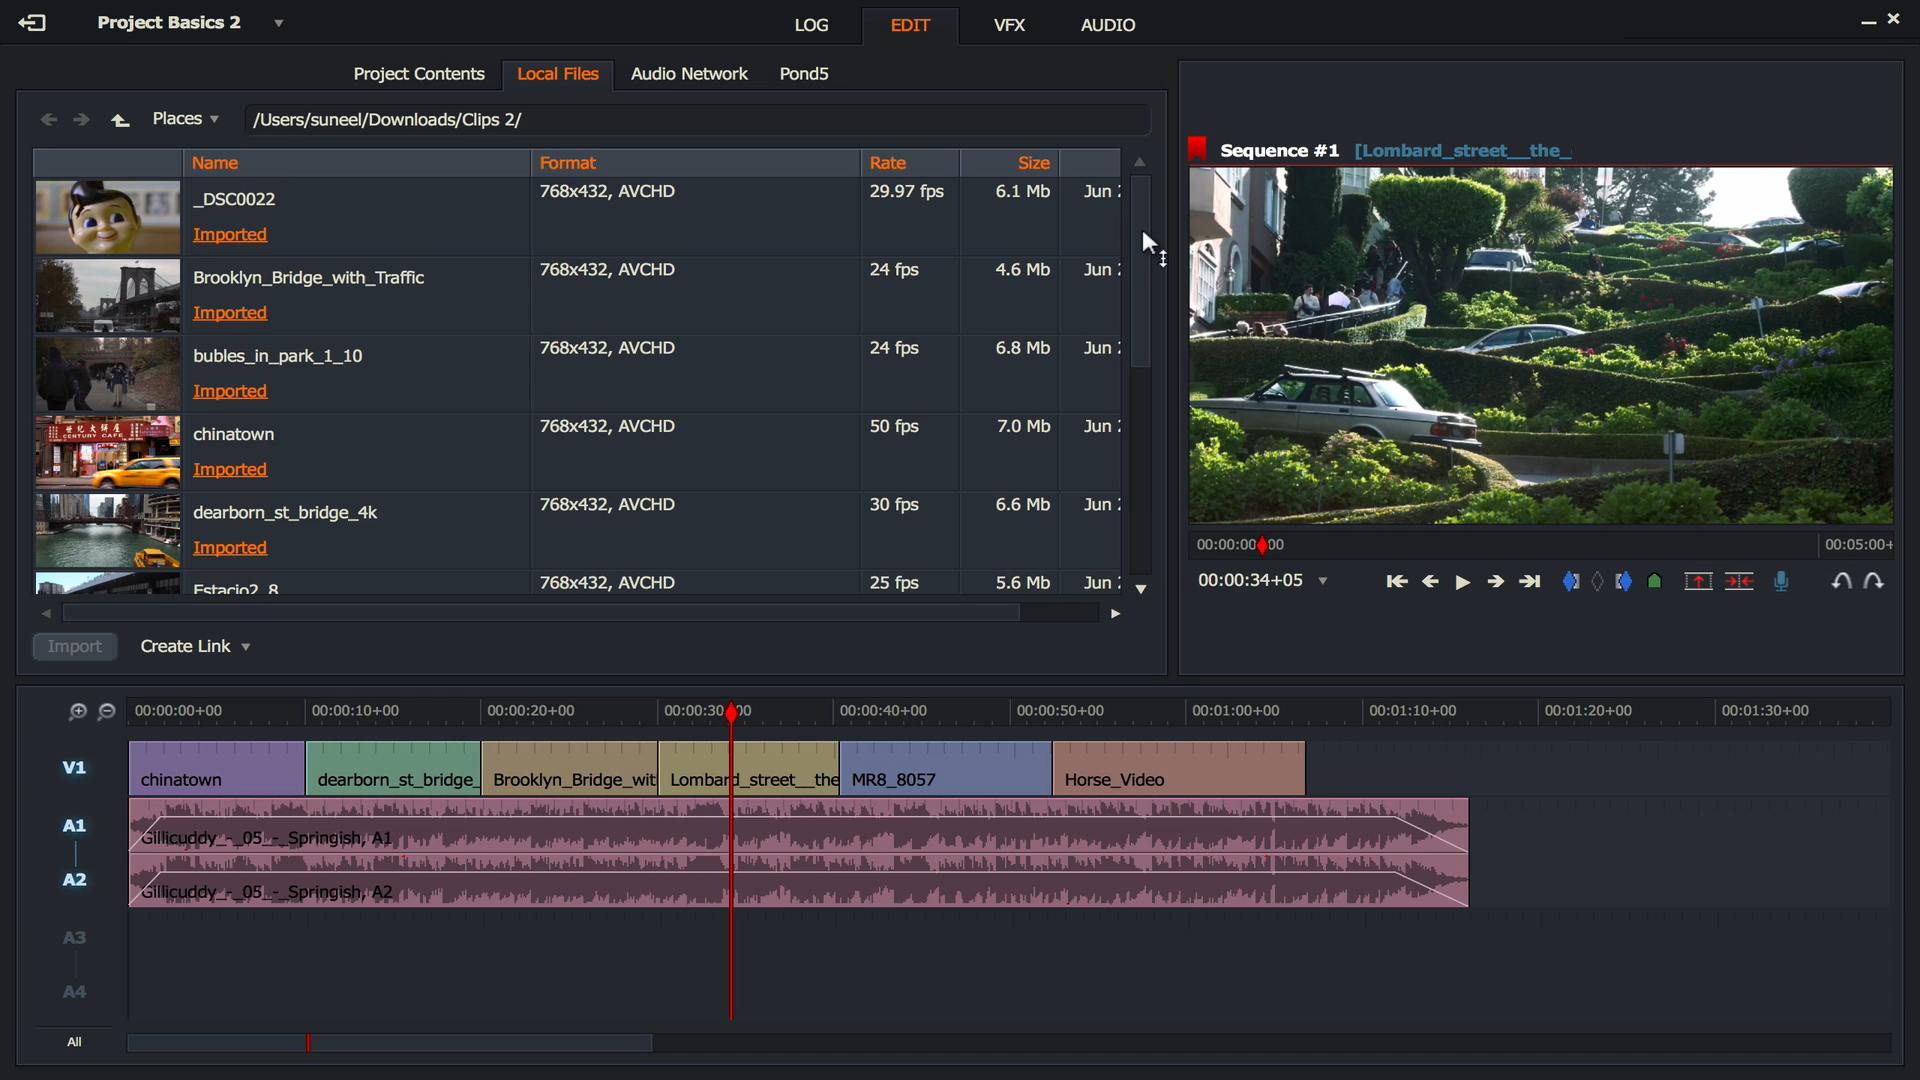 Project Basics 2
LOG EDIT VFX AUDIO
Project Contents Local Files Audio Network Pond5
Places /Users/suneel/Downloads/Clips 2/
Name Format Rate Size
_DSC0022 768x432, AVCHD 29.97 fps 6.1 Mb Jun
Imported
Brooklyn_Bridge_with_Traffic 768x432, AVCHD 24 fps 4.6 Mb Jun
Imported
bubles_in_park_1_10 768x432, AVCHD 24 fps 6.8 Mb Jun
Imported
chinatown 768x432, AVCHD 50 fps 7.0 Mb Jun
Imported
dearborn_st_bridge_4k 768x432, AVCHD 30 fps 6.6 Mb Jun
Imported
Estacio2_8 768x432, AVCHD 25 fps 5.6 Mb Jun
Import Create Link
Sequence #1 [Lombard_street__the_
00:00:00+00 00:05:00+
00:00:34+05
00:00:00+00 00:00:10+00 00:00:20+00 00:00:30+00 00:00:40+00 00:00:50+00 00:01:00+00 00:01:10+00 00:01:20+00 00:01:30+00
V1 chinatown dearborn_st_bridge_ Brooklyn_Bridge_wit Lombard_street__the MR8_8057 Horse_Video
A1 Gillicuddy_-_05_-_Springish, A1
A2 Gillicuddy_-_05_-_Springish, A2
A3
A4
All